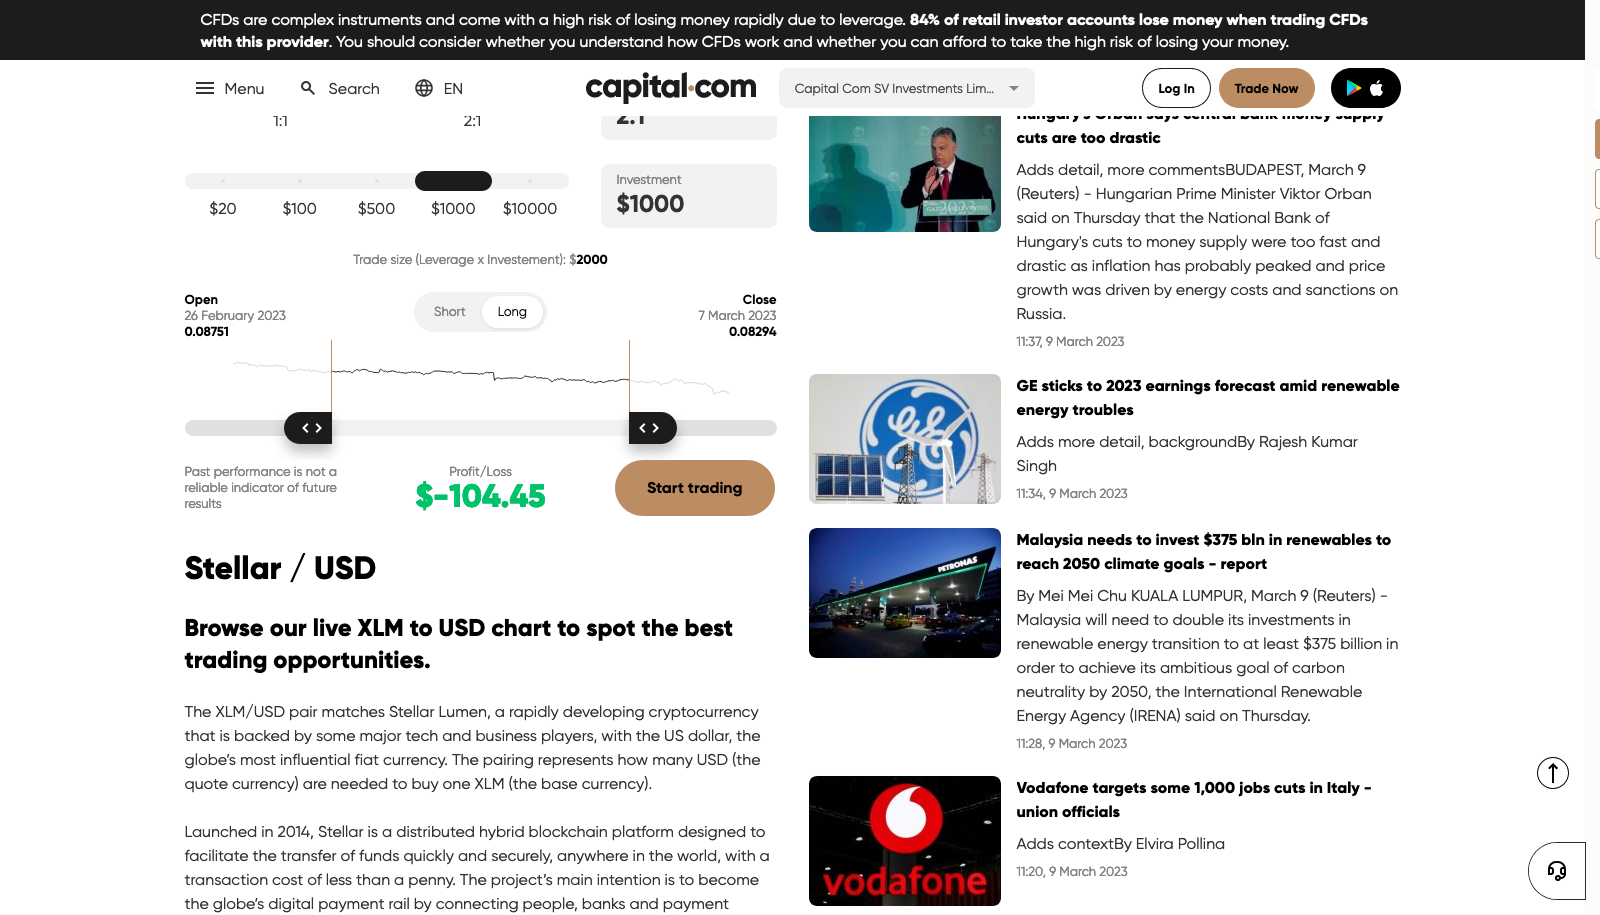 CFDs are complex instruments and come with a high risk of losing money rapidly due to leverage. 84% of retail investor accounts lose money when trading CFDs
with this provider. You should consider whether you understand how CFDs work and whether you can afford to take the high risk of losing your money.
Menu
Search
EN
capital.com
Capital Com SV Investments Lim...
Log In
Trade Now
1:1
2:1
2:1
Investment
$1000
$20
$100
$500
$1000
$10000
Trade size (Leverage x Investement): $2000
Open
26 February 2023
0.08751
Short
Long
Close
7 March 2023
0.08294
Past performance is not a
reliable indicator of future
results
Profit/Loss
$-104.45
Start trading
Stellar / USD
Browse our live XLM to USD chart to spot the best
trading opportunities.
The XLM/USD pair matches Stellar Lumen, a rapidly developing cryptocurrency
that is backed by some major tech and business players, with the US dollar, the
globe’s most influential fiat currency. The pairing represents how many USD (the
quote currency) are needed to buy one XLM (the base currency).
Launched in 2014, Stellar is a distributed hybrid blockchain platform designed to
facilitate the transfer of funds quickly and securely, anywhere in the world, with a
transaction cost of less than a penny. The project’s main intention is to become
the globe’s digital payment rail by connecting people, banks and payment
Hungary's Orban says central bank money supply
cuts are too drastic
Adds detail, more commentsBUDAPEST, March 9
(Reuters) - Hungarian Prime Minister Viktor Orban
said on Thursday that the National Bank of
Hungary's cuts to money supply were too fast and
drastic as inflation has probably peaked and price
growth was driven by energy costs and sanctions on
Russia.
11:37, 9 March 2023
GE sticks to 2023 earnings forecast amid renewable
energy troubles
Adds more detail, backgroundBy Rajesh Kumar
Singh
11:34, 9 March 2023
PETRONAS
Malaysia needs to invest $375 bln in renewables to
reach 2050 climate goals - report
By Mei Mei Chu KUALA LUMPUR, March 9 (Reuters) -
Malaysia will need to double its investments in
renewable energy transition to at least $375 billion in
order to achieve its ambitious goal of carbon
neutrality by 2050, the International Renewable
Energy Agency (IRENA) said on Thursday.
11:28, 9 March 2023
vodafone
Vodafone targets some 1,000 jobs cuts in Italy -
union officials
Adds contextBy Elvira Pollina
11:20, 9 March 2023